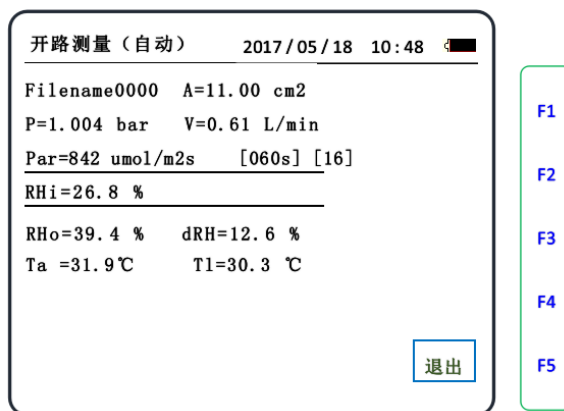 开路测量（自动） 2017/05/18 10:48
Filename0000 A=11.00 cm2
P=1.004 bar V=0.61 L/min
Par=842 umol/m2s [060s] [16]
RHi=26.8 %
RHo=39.4 % dRH=12.6 %
Ta =31.9℃ Tl=30.3 ℃
退出
F1
F2
F3
F4
F5